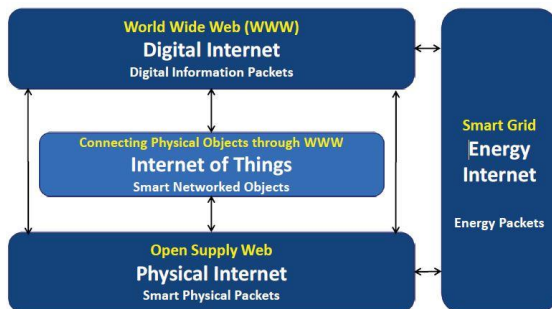 World Wide Web (WWW)
Digital Internet
Digital Information Packets
Connecting Physical Objects through WWW
Internet of Things
Smart Networked Objects
Open Supply Web
Physical Internet
Smart Physical Packets
Smart Grid
Energy
Internet
Energy Packets